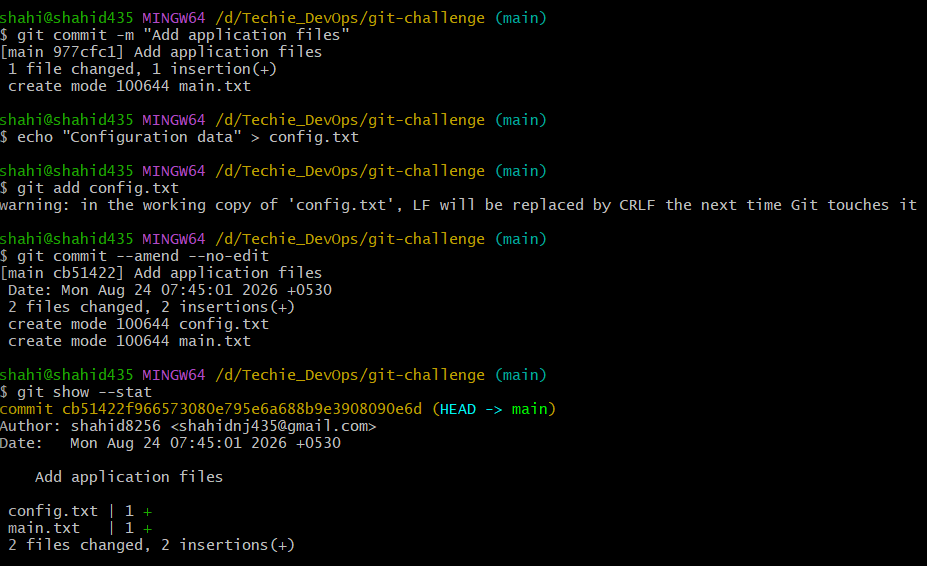 shahi@shahid435 MINGW64 /d/Techie_DevOps/git-challenge (main)
$ git commit -m "Add application files"
[main 977cfc1] Add application files
 1 file changed, 1 insertion(+)
 create mode 100644 main.txt

shahi@shahid435 MINGW64 /d/Techie_DevOps/git-challenge (main)
$ echo "Configuration data" > config.txt

shahi@shahid435 MINGW64 /d/Techie_DevOps/git-challenge (main)
$ git add config.txt
warning: in the working copy of 'config.txt', LF will be replaced by CRLF the next time Git touches it

shahi@shahid435 MINGW64 /d/Techie_DevOps/git-challenge (main)
$ git commit --amend --no-edit
[main cb51422] Add application files
 Date: Mon Aug 24 07:45:01 2026 +0530
 2 files changed, 2 insertions(+)
 create mode 100644 config.txt
 create mode 100644 main.txt

shahi@shahid435 MINGW64 /d/Techie_DevOps/git-challenge (main)
$ git show --stat
commit cb51422f966573080e795e6a688b9e3908090e6d (HEAD -> main)
Author: shahid8256 <shahidnj435@gmail.com>
Date:   Mon Aug 24 07:45:01 2026 +0530

    Add application files

 config.txt | 1 +
 main.txt   | 1 +
 2 files changed, 2 insertions(+)